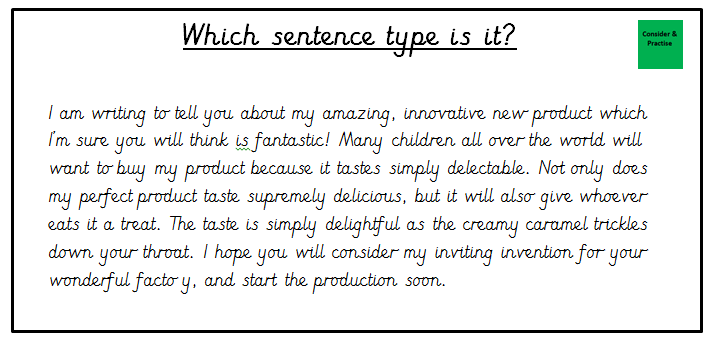 Which sentence type is it?
Consider &
Practise
I am writing to tell you about my amazing, innovative new product which
I'm sure you will think is fantastic! Many children all over the world will
want to buy my product because it tastes simply delectable. Not only does
my perfect product taste supremely delicious, but it will also give whoever
eats it a treat. The taste is simply delightful as the creamy caramel trickles
down your throat. I hope you will consider my inviting invention for your
wonderful facto y, and start the production soon.